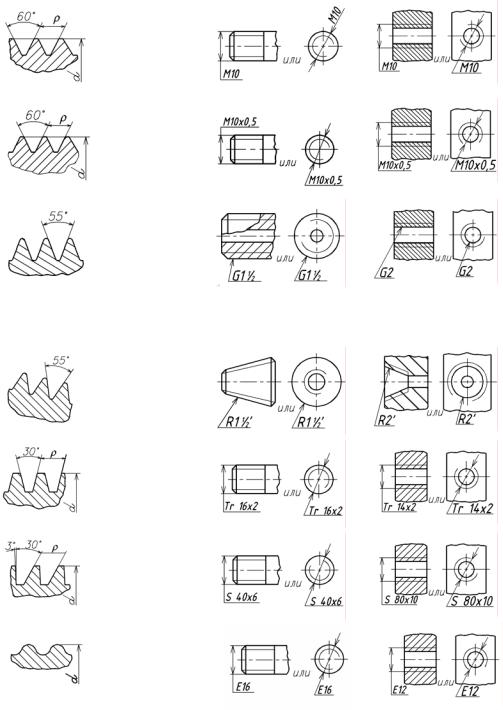 60° P d
M10 или M10
M10 или M10
60° P d
M10x0,5 или M10x0,5
M10x0,5 или M10x0,5
55°
G1½ или G1½
G2 или G2
55°
R1½' или R1½'
R2' или R2'
30° P d
Tr 16x2 или Tr 16x2
Tr 14x2 или Tr 14x2
3° 30° P d
S 40x6 или S 40x6
S 80x10 или S 80x10
d
E16 или E16
E12 или E12